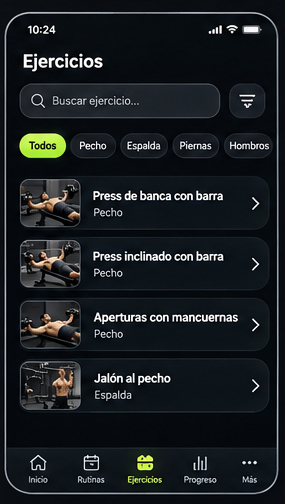 10:24
Ejercicios
Buscar ejercicio...
Todos
Pecho
Espalda
Piernas
Hombros
Press de banca con barra
Pecho
Press inclinado con barra
Pecho
Aperturas con mancuernas
Pecho
Jalón al pecho
Espalda
Inicio
Rutinas
Ejercicios
Progreso
Más